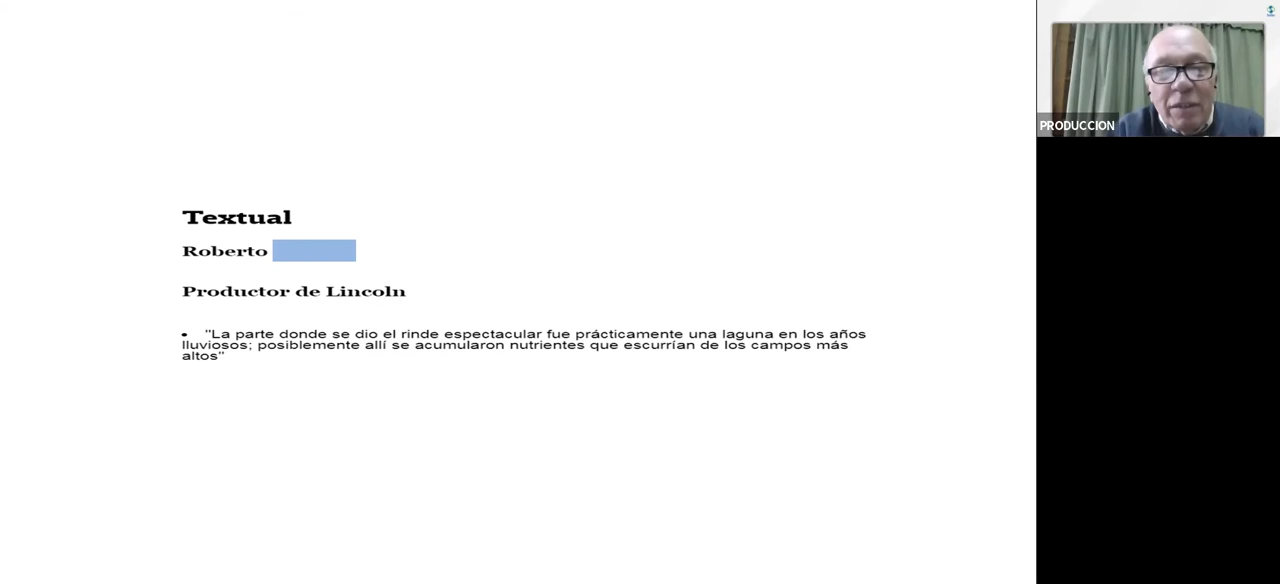 Textual
Roberto
Productor de Lincoln
• "La parte donde se dio el rinde espectacular fue prácticamente una laguna en los años
lluviosos; posiblemente allí se acumularon nutrientes que escurrían de los campos más
altos"
PRODUCCION